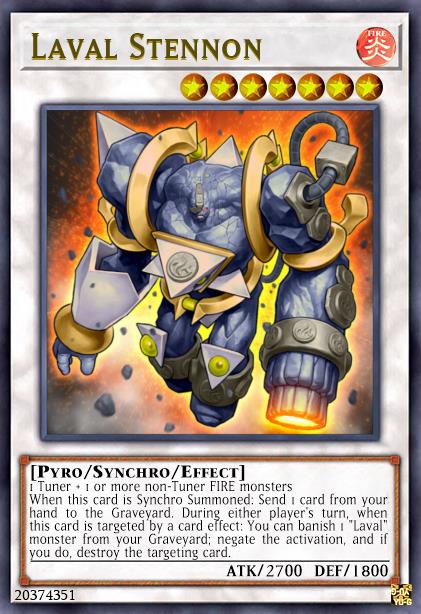 LAVAL STENNON
FIRE
炎
[PYRO/SYNCHRO/EFFECT]
1 Tuner + 1 or more non-Tuner FIRE monsters
When this card is Synchro Summoned: Send 1 card from your
hand to the Graveyard. During either player's turn, when
this card is targeted by a card effect: You can banish 1 "Laval"
monster from your Graveyard; negate the activation, and if
you do, destroy the targeting card.
ATK/2700 DEF/1800
20374351